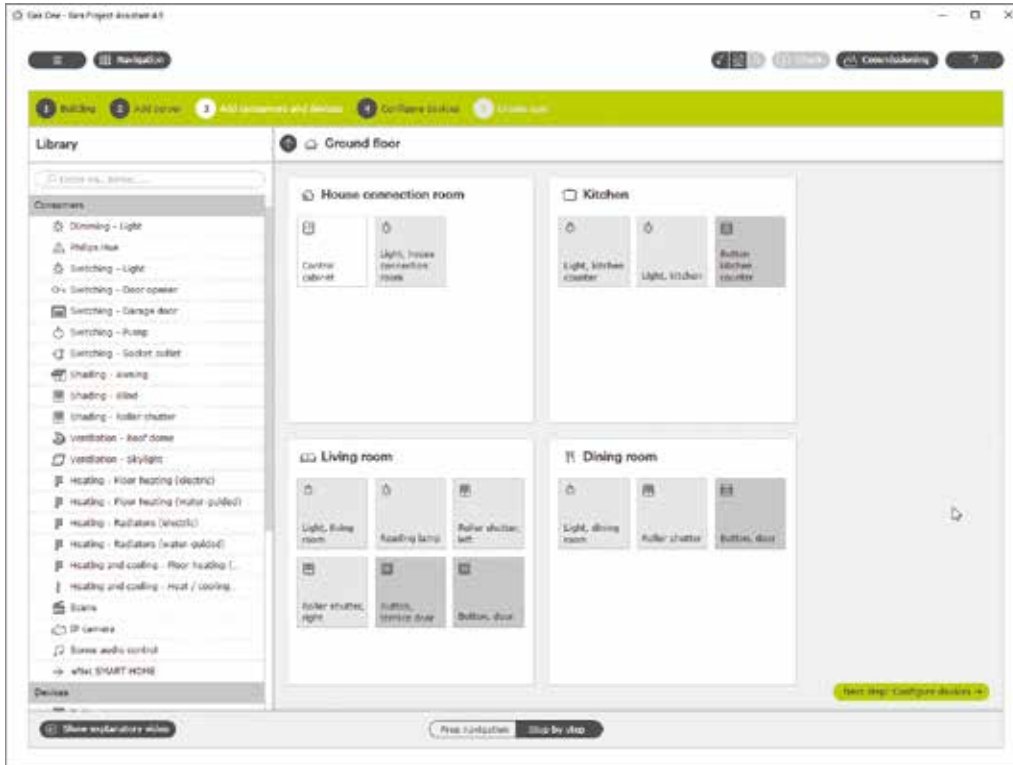 Gira One - Gira Project Assistant 4.5
Navigation
Commissioning
?
1 Building
2 Add server
3 Add consumers and devices
4 Configure devices
5
Library
Ground floor
Consumers
Dimming - Light
Philips Hue
Switching - Light
Switching - Door opener
Switching - Garage door
Switching - Pump
Switching - Socket outlet
Shading - Awning
Shading - Blind
Shading - Roller shutter
Ventilation - Roof dome
Ventilation - Skylight
Heating - Floor heating (electric)
Heating - Floor heating (water-guided)
Heating - Radiators (electric)
Heating - Radiators (water-guided)
Heating and cooling - Floor heating (...
Heating and cooling - Heat / cooling...
Scene
IP camera
Sonos audio control
eNet SMART HOME
Devices
House connection room
Control
cabinet
Light, house
connection
room
Kitchen
Light, kitchen
counter
Light, kitchen
Button
kitchen
counter
Living room
Light, living
room
Reading lamp
Roller shutter,
left
Roller shutter,
right
Button,
terrace door
Button, door
Dining room
Light, dining
room
Roller shutter
Button, door
Next step: Configure devices
Show explanatory video
Free navigation
Step by step